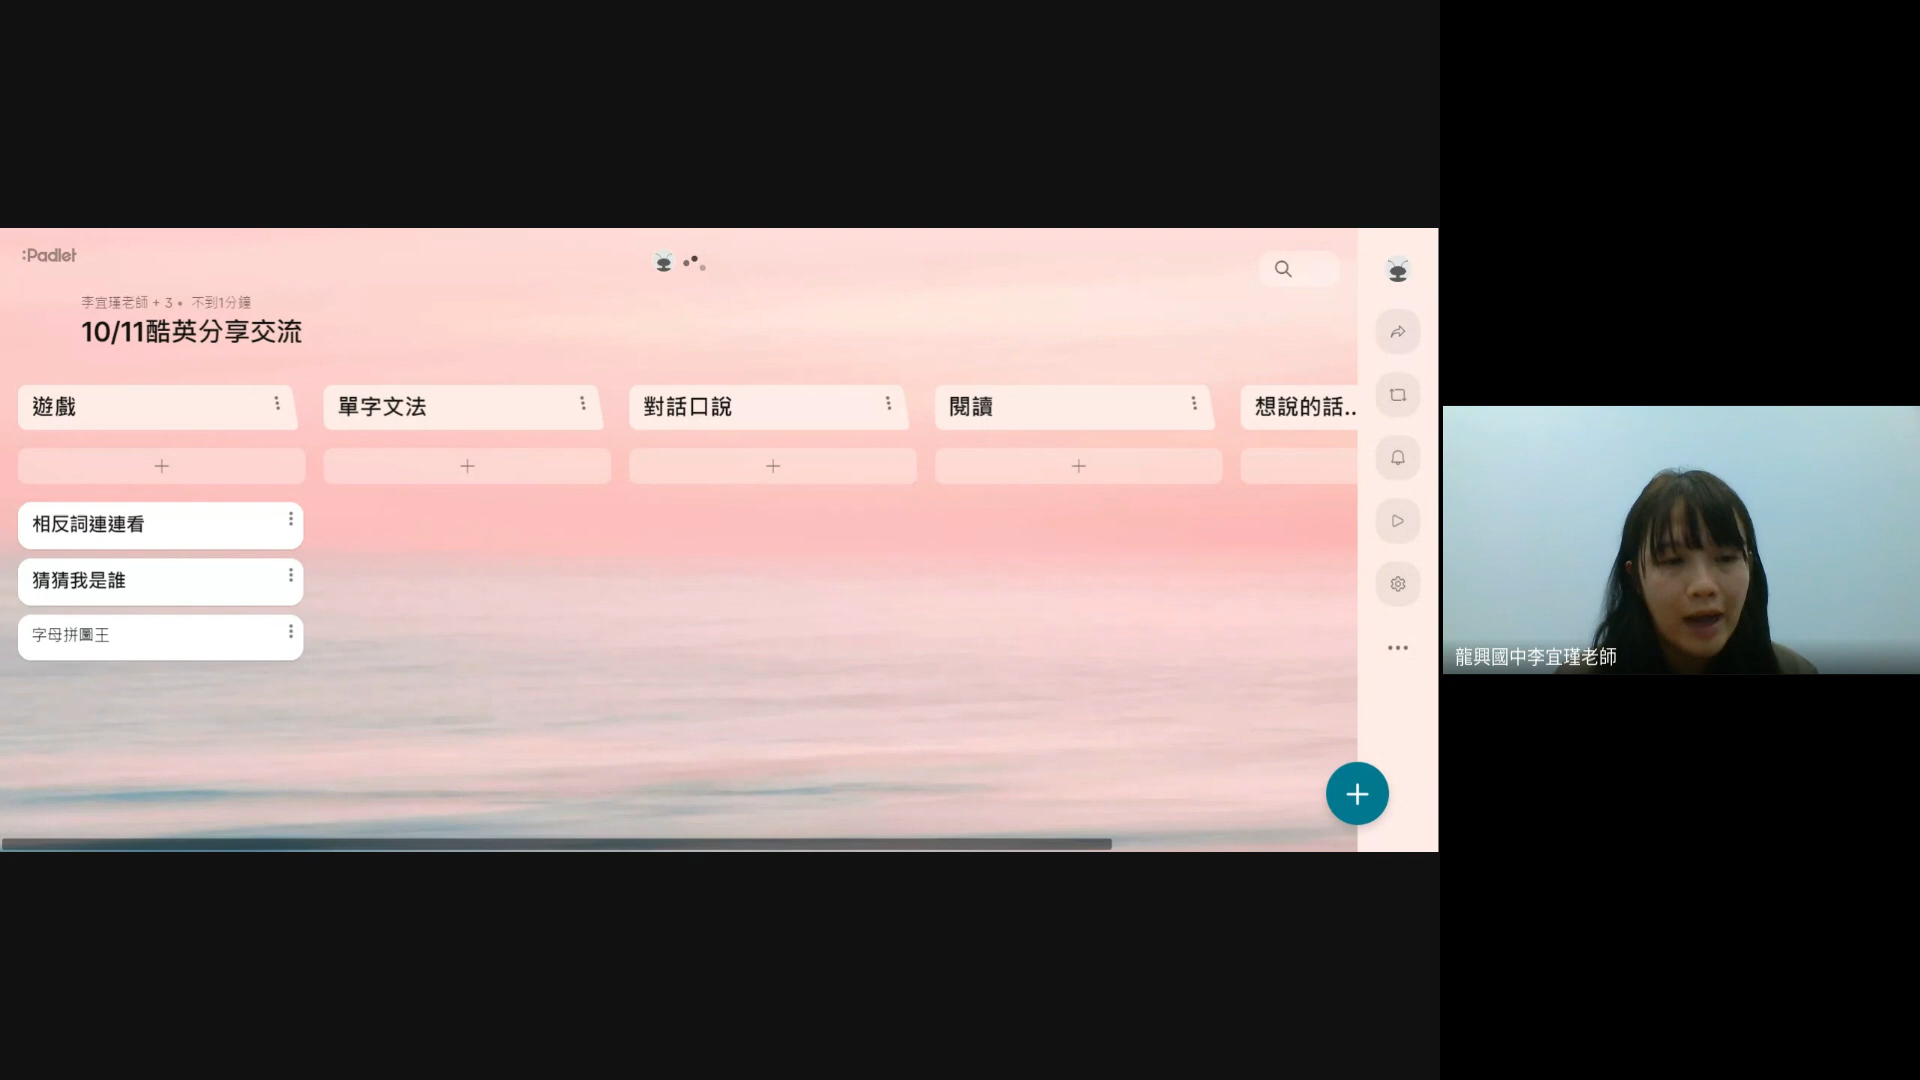 :Padlet
李宜瑾老師 + 3 • 不到1分鐘
10/11酷英分享交流
遊戲
單字文法
對話口說
閱讀
想說的話..
相反詞連連看
猜猜我是誰
字母拼圖王
龍興國中李宜瑾老師